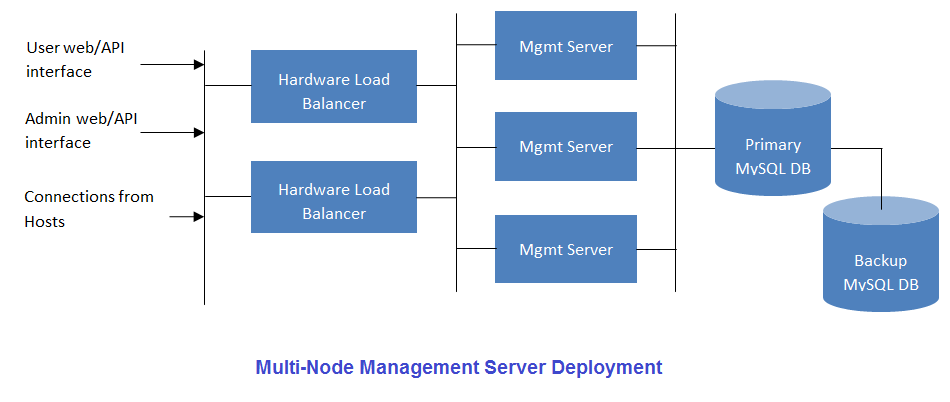 User web/API
interface
Admin web/API
interface
Connections from
Hosts
Hardware Load
Balancer
Hardware Load
Balancer
Mgmt Server
Mgmt Server
Mgmt Server
Primary
MySQL DB
Backup
MySQL DB
Multi-Node Management Server Deployment